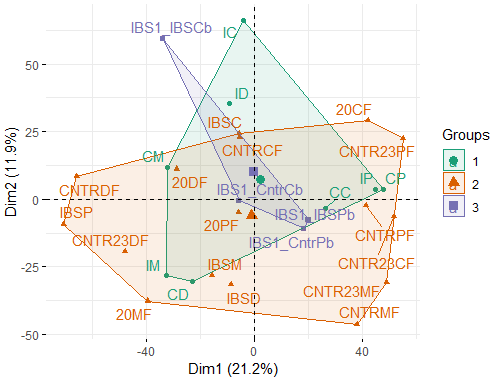 IBS1_IBSCb
IC
50
ID
20CF
25
IBSC
CNTRCF
CNTR23PF
CM
20DF
IP
CP
CNTRDF
IBS1_CntrCb
CC
0
IBSP
20PF
IBS1_IBSPb
CNTR23DF
IBS1_CntrPb
CNTRPF
IM
IBSM
CNTR23CF
-25
CD
IBSD
CNTR23MF
20MF
CNTRMF
-50
-40
0
40
Dim1 (21.2%)
Dim2 (11.9%)
Groups
a 1
a 2
a 3